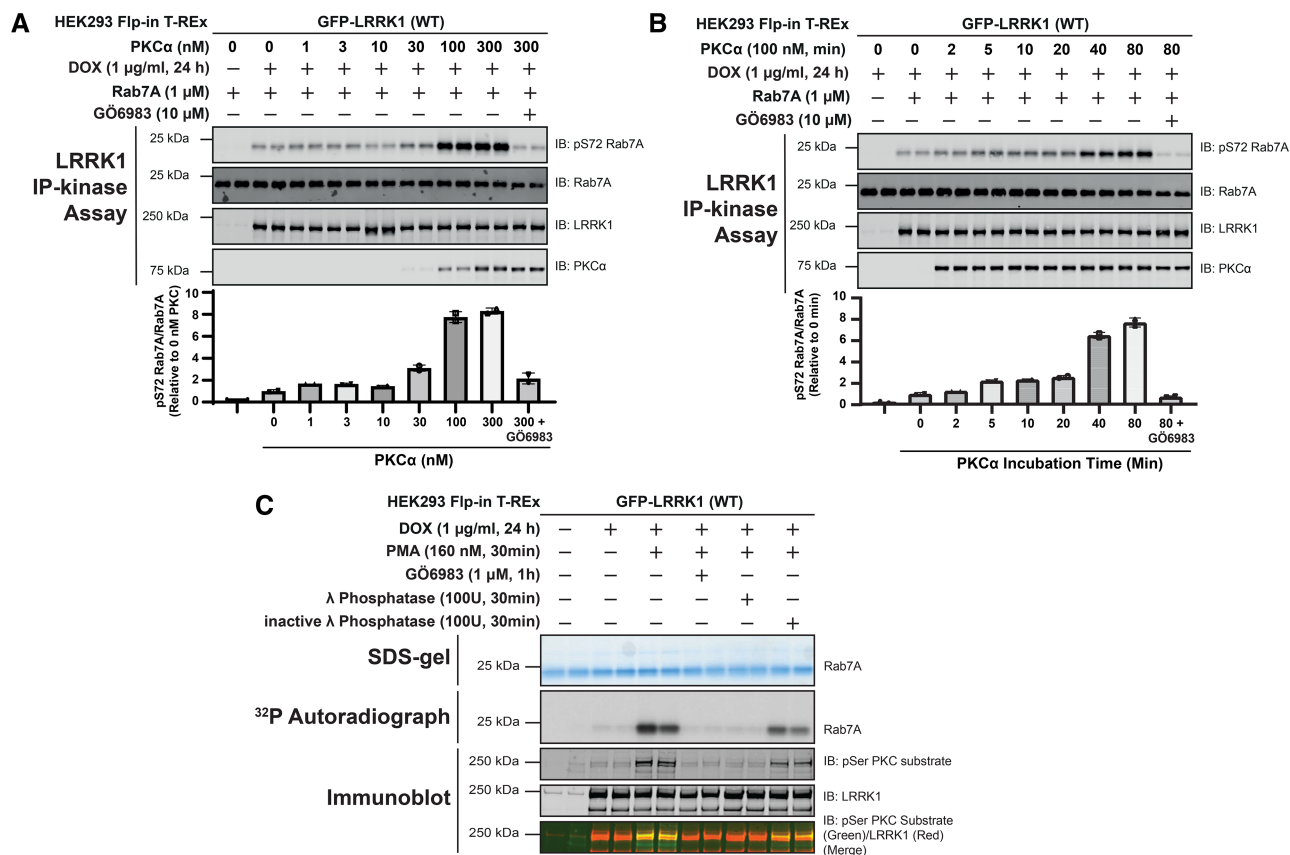 A
HEK293 Flp-in T-REx GFP-LRRK1 (WT)
PKCα (nM) 0 0 1 3 10 30 100 300 300
DOX (1 µg/ml, 24 h) — + + + + + + + +
Rab7A (1 µM) + + + + + + + + +
GÖ6983 (10 µM) — — — — — — — — +
LRRK1
IP-kinase
Assay
25 kDa IB: pS72 Rab7A
25 kDa IB: Rab7A
250 kDa IB: LRRK1
75 kDa IB: PKCα
pS72 Rab7A/Rab7A
(Relative to 0 nM PKC)
10
8
6
4
2
0
0 1 3 10 30 100 300 300 +
GÖ6983
PKCα (nM)
B
HEK293 Flp-in T-REx GFP-LRRK1 (WT)
PKCα (100 nM, min) 0 0 2 5 10 20 40 80 80
DOX (1 µg/ml, 24 h) + + + + + + + + +
Rab7A (1 µM) — + + + + + + + +
GÖ6983 (10 µM) — — — — — — — — +
LRRK1
IP-kinase
Assay
25 kDa IB: pS72 Rab7A
25 kDa IB: Rab7A
250 kDa IB: LRRK1
75 kDa IB: PKCα
pS72 Rab7A/Rab7A
(Relative to 0 min)
10
8
6
4
2
0
0 2 5 10 20 40 80 80 +
GÖ6983
PKCα Incubation Time (Min)
C
HEK293 Flp-in T-REx GFP-LRRK1 (WT)
DOX (1 µg/ml, 24 h) — + + + + +
PMA (160 nM, 30min) — — + + + +
GÖ6983 (1 µM, 1h) — — — + — —
λ Phosphatase (100U, 30min) — — — — + —
inactive λ Phosphatase (100U, 30min) — — — — — +
SDS-gel 25 kDa Rab7A
³²P Autoradiograph 25 kDa Rab7A
Immunoblot
250 kDa IB: pSer PKC substrate
250 kDa IB: LRRK1
250 kDa IB: pSer PKC Substrate
(Green)/LRRK1 (Red)
(Merge)